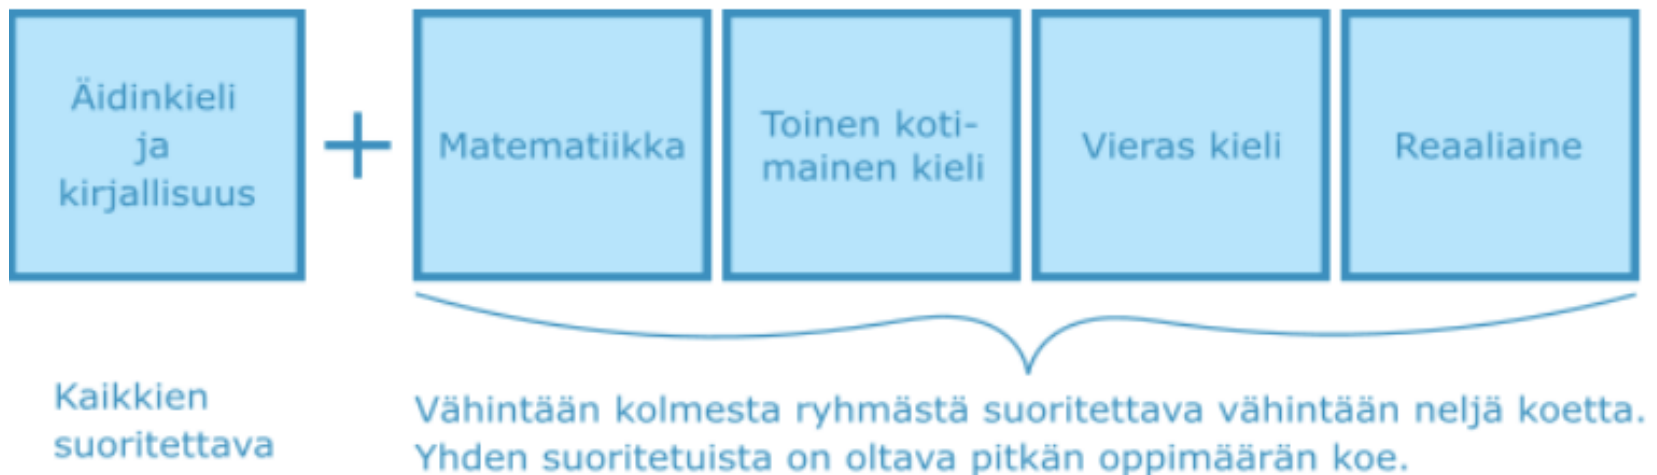 Äidinkieli
ja
kirjallisuus
+
Matematiikka
Toinen koti-
mainen kieli
Vieras kieli
Reaaliaine
Kaikkien
suoritettava
Vähintään kolmesta ryhmästä suoritettava vähintään neljä koetta.
Yhden suoritetuista on oltava pitkän oppimäärän koe.